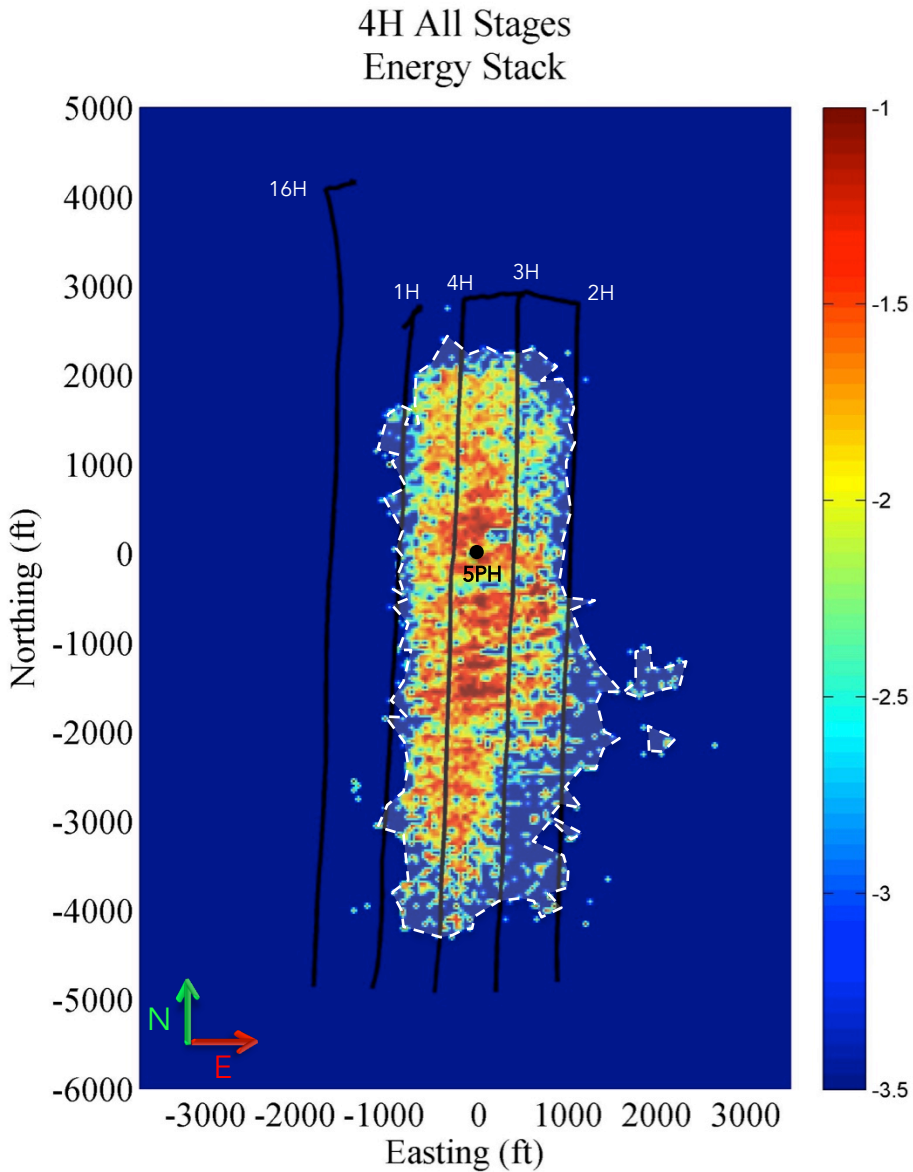 4H All Stages
Energy Stack
5000
4000
3000
2000
1000
0
-1000
-2000
-3000
-4000
-5000
-6000
Northing (ft)
16H
1H
4H
3H
2H
5PH
N
E
-3000 -2000 -1000 0 1000 2000 3000
Easting (ft)
-1
-1.5
-2
-2.5
-3
-3.5